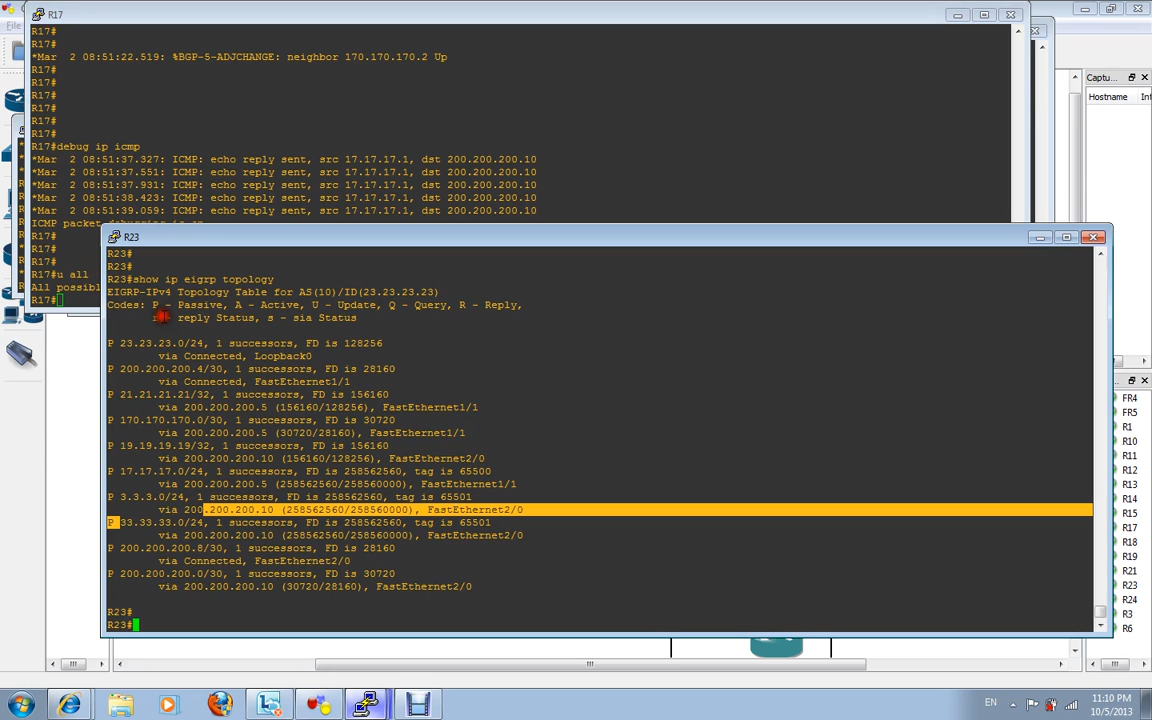 R17
File
R17#
R17#
*Mar  2 08:51:22.519: %BGP-5-ADJCHANGE: neighbor 170.170.170.2 Up
R17#
R17#
R17#
R17#
R17#
R17#
R17#debug ip icmp
*Mar  2 08:51:37.327: ICMP: echo reply sent, src 17.17.17.1, dst 200.200.200.10
*Mar  2 08:51:37.551: ICMP: echo reply sent, src 17.17.17.1, dst 200.200.200.10
*Mar  2 08:51:37.931: ICMP: echo reply sent, src 17.17.17.1, dst 200.200.200.10
*Mar  2 08:51:38.423: ICMP: echo reply sent, src 17.17.17.1, dst 200.200.200.10
*Mar  2 08:51:39.059: ICMP: echo reply sent, src 17.17.17.1, dst 200.200.200.10
ICMP packet debugging is on
R17#
R17#
R17#
R17#u all
All possibl
R17#
R23
R23#
R23#
R23#show ip eigrp topology
EIGRP-IPv4 Topology Table for AS(10)/ID(23.23.23.23)
Codes: P - Passive, A - Active, U - Update, Q - Query, R - Reply,
r - reply Status, s - sia Status
P 23.23.23.0/24, 1 successors, FD is 128256
via Connected, Loopback0
P 200.200.200.4/30, 1 successors, FD is 28160
via Connected, FastEthernet1/1
P 21.21.21.21/32, 1 successors, FD is 156160
via 200.200.200.5 (156160/128256), FastEthernet1/1
P 170.170.170.0/30, 1 successors, FD is 30720
via 200.200.200.5 (30720/28160), FastEthernet1/1
P 19.19.19.19/32, 1 successors, FD is 156160
via 200.200.200.10 (156160/128256), FastEthernet2/0
P 17.17.17.0/24, 1 successors, FD is 258562560, tag is 65500
via 200.200.200.5 (258562560/258560000), FastEthernet1/1
P 3.3.3.0/24, 1 successors, FD is 258562560, tag is 65501
via 200.200.200.10 (258562560/258560000), FastEthernet2/0
P 33.33.33.0/24, 1 successors, FD is 258562560, tag is 65501
via 200.200.200.10 (258562560/258560000), FastEthernet2/0
P 200.200.200.8/30, 1 successors, FD is 28160
via Connected, FastEthernet2/0
P 200.200.200.0/30, 1 successors, FD is 30720
via 200.200.200.10 (30720/28160), FastEthernet2/0
R23#
R23#
Captu...
Hostname Int
FR4
FR5
R1
R10
R11
R12
R13
R14
R15
R17
R18
R19
R21
R23
R24
R3
R6
EN
11:10 PM
10/5/2013